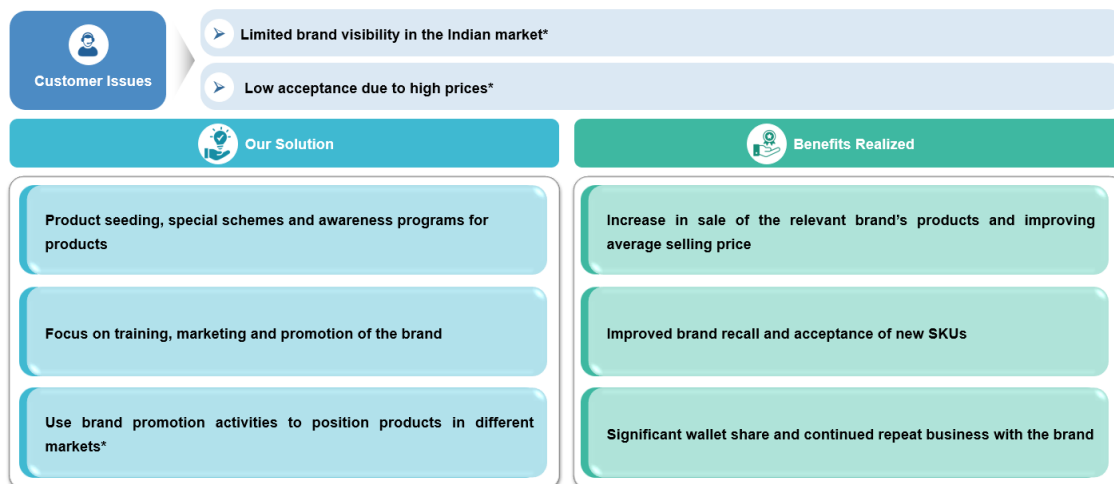 Limited brand visibility in the Indian market*
Customer Issues
Low acceptance due to high prices*
Our Solution
Benefits Realized
Product seeding, special schemes and awareness programs for
products
Increase in sale of the relevant brand’s products and improving
average selling price
Focus on training, marketing and promotion of the brand
Improved brand recall and acceptance of new SKUs
Use brand promotion activities to position products in different
markets*
Significant wallet share and continued repeat business with the brand